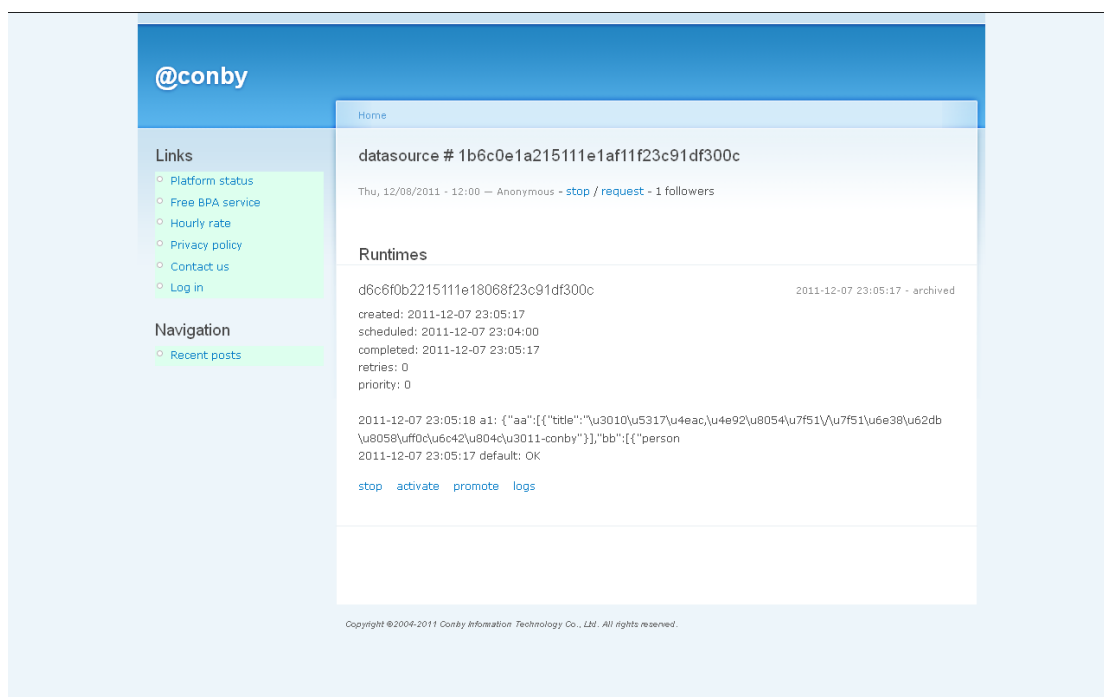 @conby
Home
Links
Platform status
Free BPA service
Hourly rate
Privacy policy
Contact us
Log in
Navigation
Recent posts
datasource # 1b6c0e1a215111e1af11f23c91df300c
Thu, 12/08/2011 - 12:00 — Anonymous - stop / request - 1 followers
Runtimes
d6c6f0b2215111e18068f23c91df300c 2011-12-07 23:05:17 - archived
created: 2011-12-07 23:05:17
scheduled: 2011-12-07 23:04:00
completed: 2011-12-07 23:05:17
retries: 0
priority: 0
2011-12-07 23:05:18 a1: {"aa":[{"title":"\u3010\u5317\u4eac,\u4e92\u8054\u7f51\/\u7f51\u6e38\u62db
\u8058\uff0c\u6c42\u804c\u3011-conby"}],"bb":[{"person
2011-12-07 23:05:17 default: OK
stop activate promote logs
Copyright ©2004-2011 Conby Information Technology Co., Ltd. All rights reserved.